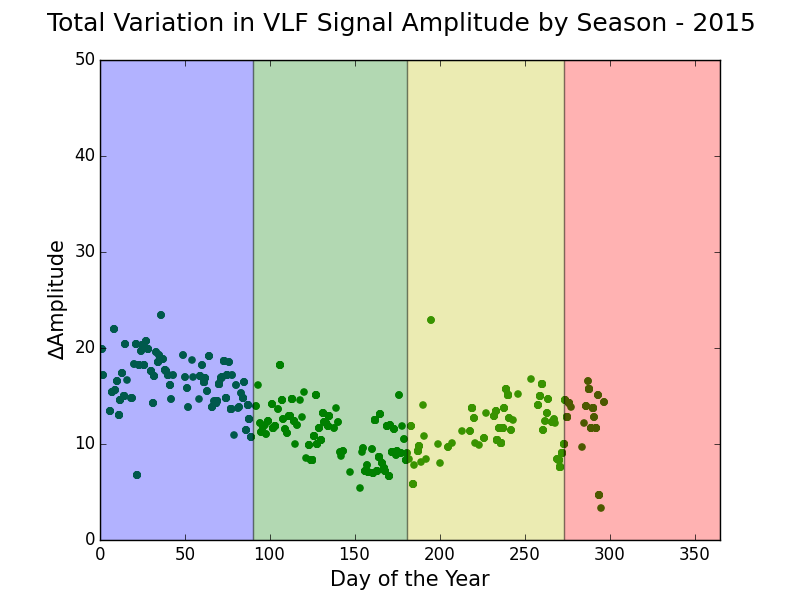 Total Variation in VLF Signal Amplitude by Season - 2015
50
40
30
20
10
0
ΔAmplitude
0 50 100 150 200 250 300 350
Day of the Year